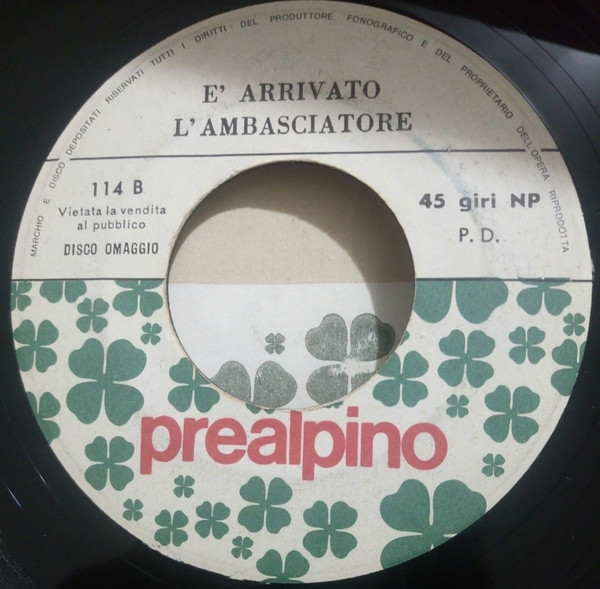 MARCHIO E DISCO DEPOSITATI RISERVATI TUTTI I DIRITTI - DEL PRODUTTORE FONOGRAFICO E DEL PROPRIETARIO DELL'OPERA RIPRODOTTA
E' ARRIVATO
L'AMBASCIATORE
114 B
Vietata la vendita
al pubblico
DISCO OMAGGIO
45 giri NP
P. D.
prealpino